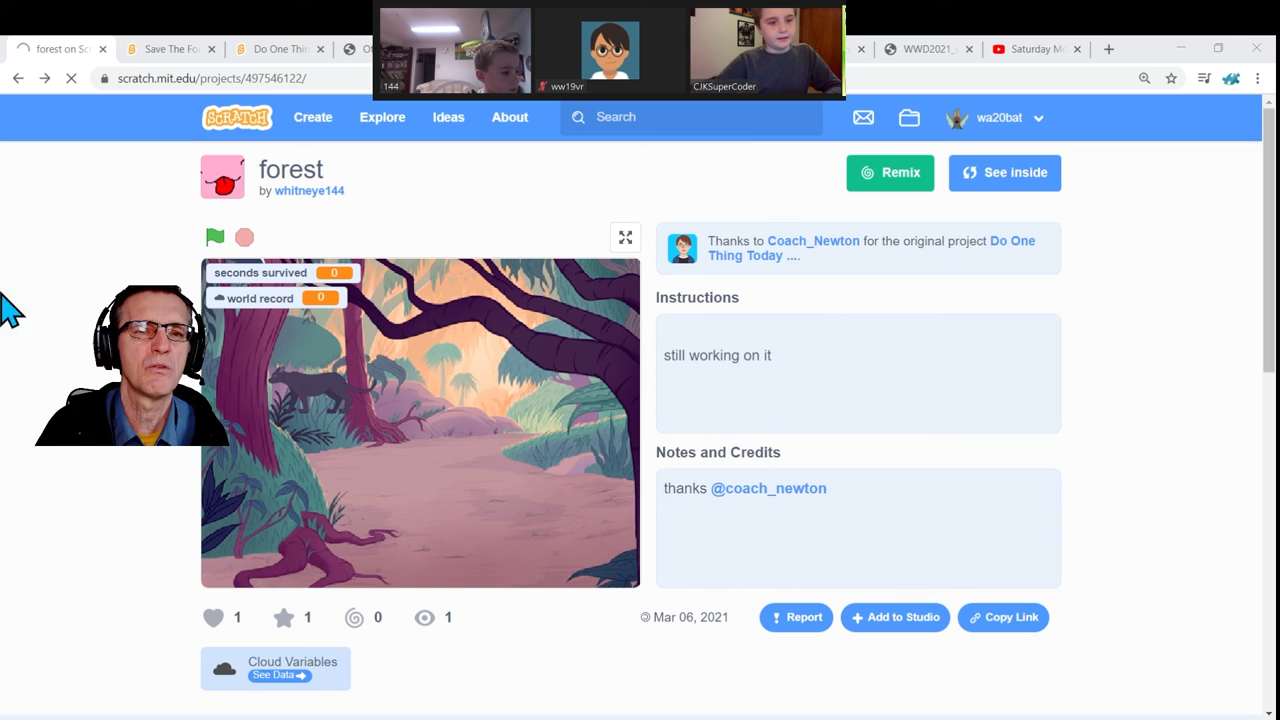 forest on Sc
Save The Fo
Do One Thin
WWD2021_
Saturday Me
scratch.mit.edu/projects/497546122/
144
ww19vr
CJKSuperCoder
SCRATCH
Create
Explore
Ideas
About
Search
wa20bat
forest
by whitneye144
Remix
See inside
seconds survived 0
world record 0
Thanks to Coach_Newton for the original project Do One
Thing Today ....
Instructions
still working on it
Notes and Credits
thanks @coach_newton
1
1
0
1
Mar 06, 2021
Report
Add to Studio
Copy Link
Cloud Variables
See Data